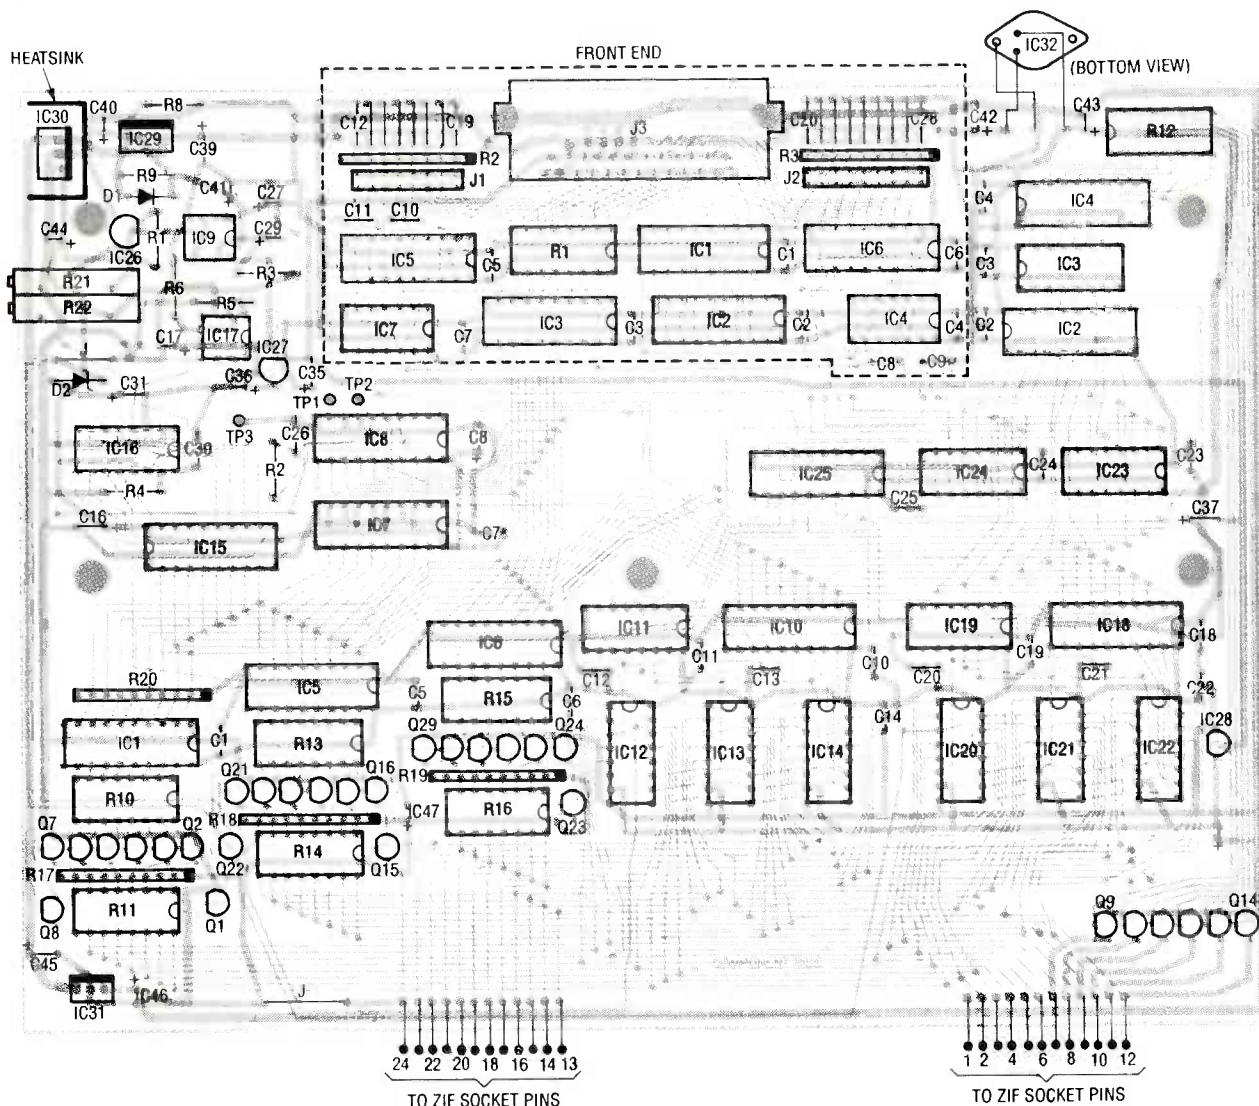 HEATSINK
FRONT END
IC32
(BOTTOM VIEW)
IC30
C40
R8
IC29
C39
C12
C19
J3
C20
C28
C42
C43
R12
R2
J1
R3
J2
R9
D1
C41
C27
C11
C10
C4
IC4
C44
IC26
R1
IC9
C29
R3
IC5
C5
R1
IC1
C1
IC6
C6
C3
IC3
R21
R22
R6
R5
C17
IC17
IC27
IC7
C7
IC3
C3
IC2
C2
IC4
C4
C2
IC2
C8
C9
D2
C31
C36
C35
TP1
TP2
TP3
C26
IC8
C8
IC16
C30
R2
R4
IC25
C25
IC24
C24
IC23
C23
C37
C16
IC15
IC7
C7
IC11
C11
IC10
C10
IC19
C19
IC18
C18
IC6
C12
C13
C20
C21
C22
R20
IC5
C5
R15
C6
IC28
IC1
C1
R13
Q29
Q24
IC12
IC13
IC14
C14
IC20
IC21
IC22
R10
Q21
Q16
R19
R16
Q23
Q7
Q2
R18
IC47
R17
Q22
R14
Q15
Q8
R11
Q1
Q9
Q14
C45
IC31
IC46
J
24 22 20 18 16 14 13
1 2 4 6 8 10 12
TO ZIF SOCKET PINS
TO ZIF SOCKET PINS